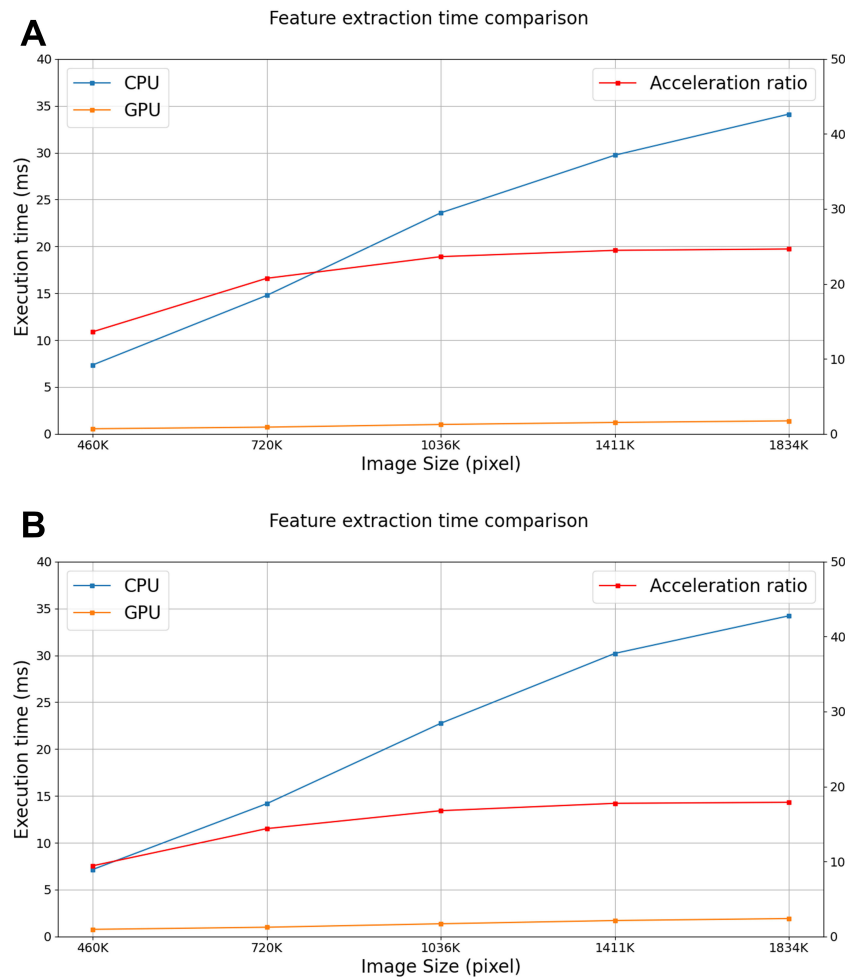 A
Feature extraction time comparison
40
35
30
25
20
15
10
5
0
Execution time (ms)
CPU
GPU
Acceleration ratio
50
40
30
20
10
0
460K 720K 1036K 1411K 1834K
Image Size (pixel)
B
Feature extraction time comparison
40
35
30
25
20
15
10
5
0
Execution time (ms)
CPU
GPU
Acceleration ratio
50
40
30
20
10
0
460K 720K 1036K 1411K 1834K
Image Size (pixel)